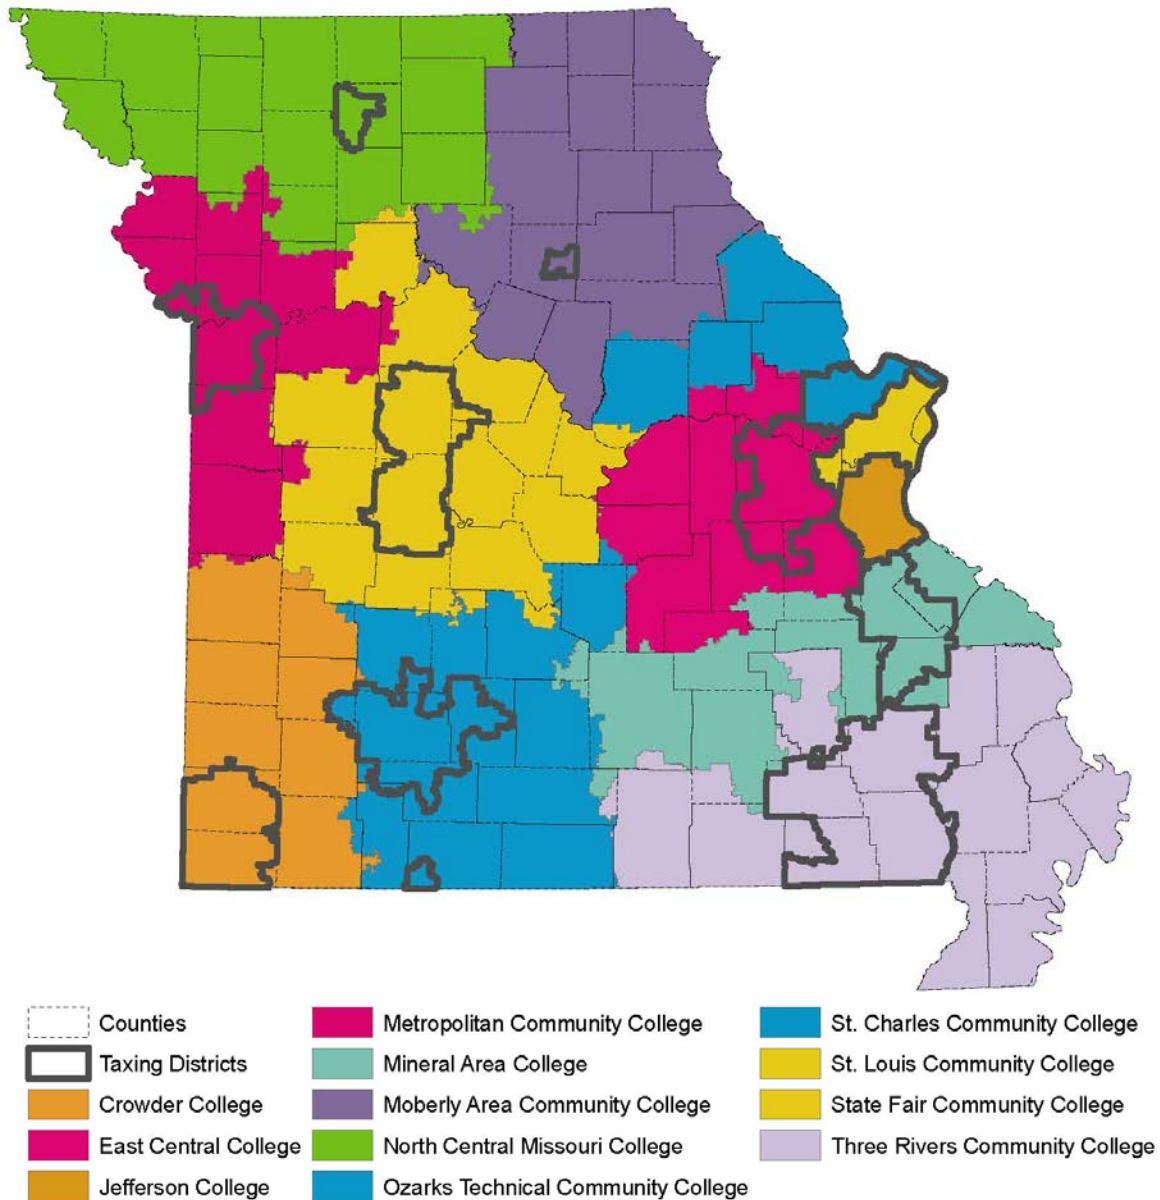 Counties
Taxing Districts
Crowder College
East Central College
Jefferson College
Metropolitan Community College
Mineral Area College
Moberly Area Community College
North Central Missouri College
Ozarks Technical Community College
St. Charles Community College
St. Louis Community College
State Fair Community College
Three Rivers Community College